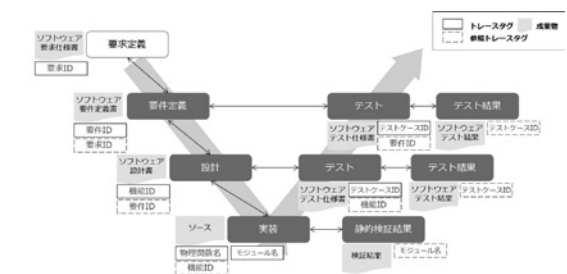 トレースタグ
成果物
参照トレースタグ
ソフトウェア
要求仕様書
要求定義
要求ID
ソフトウェア
要件定義書
要件定義
テスト
テスト結果
要件ID
要求ID
ソフトウェア
テスト仕様書
テストケースID
要件ID
ソフトウェア
テスト結果
テストケースID
ソフトウェア
設計書
設計
テスト
テスト結果
機能ID
要件ID
ソフトウェア
テスト仕様書
テストケースID
機能ID
ソフトウェア
テスト結果
テストケースID
ソース
実装
静的検証結果
物理関数名
モジュール名
機能ID
検証結果
モジュール名